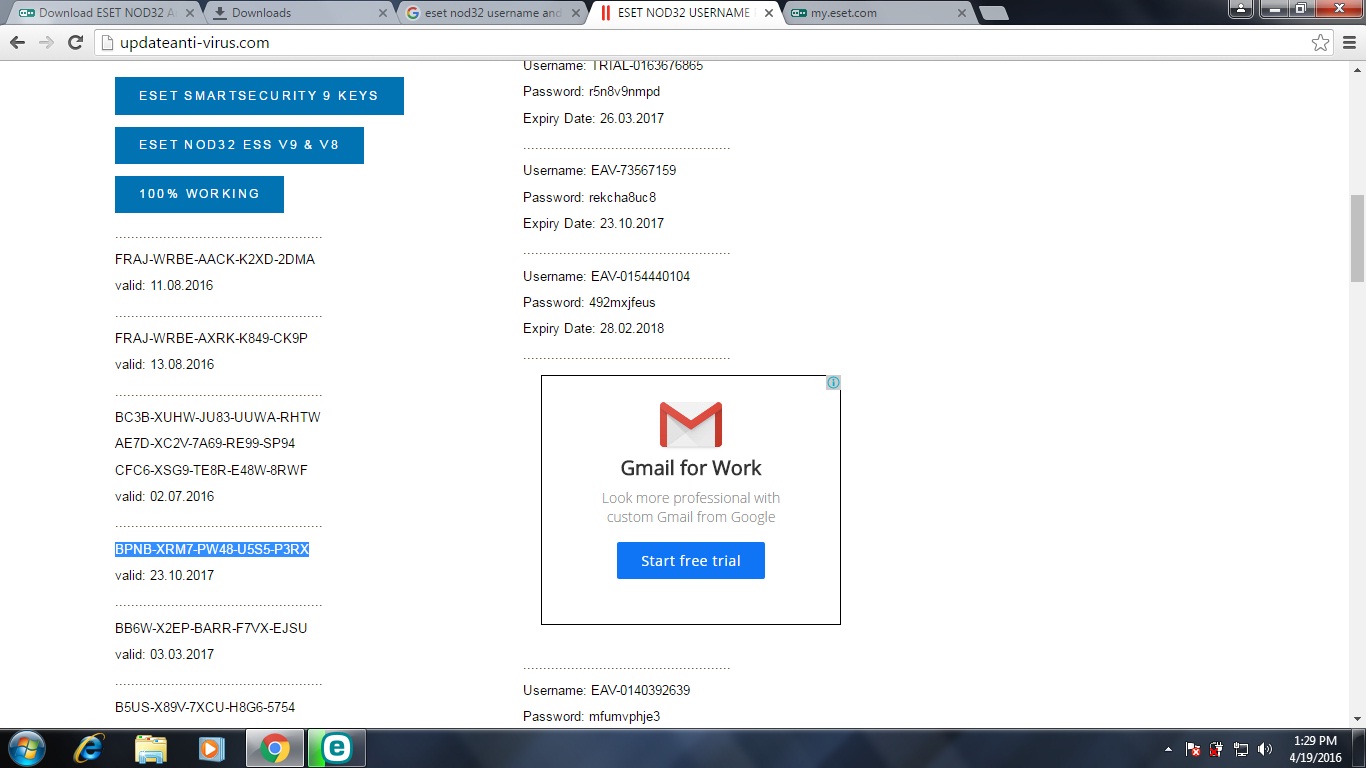 Download ESET NOD32 A
Downloads
eset nod32 username and
ESET NOD32 USERNAME
my.eset.com
updateanti-virus.com
ESET SMARTSECURITY 9 KEYS
ESET NOD32 ESS V9 & V8
100% WORKING
FRAJ-WRBE-AACK-K2XD-2DMA
valid: 11.08.2016
FRAJ-WRBE-AXRK-K849-CK9P
valid: 13.08.2016
BC3B-XUHW-JU83-UUWA-RHTW
AE7D-XC2V-7A69-RE99-SP94
CFC6-XSG9-TE8R-E48W-8RWF
valid: 02.07.2016
BPNB-XRM7-PW48-U5S5-P3RX
valid: 23.10.2017
BB6W-X2EP-BARR-F7VX-EJSU
valid: 03.03.2017
B5US-X89V-7XCU-H8G6-5754
Username: TRIAL-0163676865
Password: r5n8v9nmpd
Expiry Date: 26.03.2017
Username: EAV-73567159
Password: rekcha8uc8
Expiry Date: 23.10.2017
Username: EAV-0154440104
Password: 492mxjfeus
Expiry Date: 28.02.2018
Gmail for Work
Look more professional with
custom Gmail from Google
Start free trial
Username: EAV-0140392639
Password: mfumvphje3
1:29 PM
4/19/2016